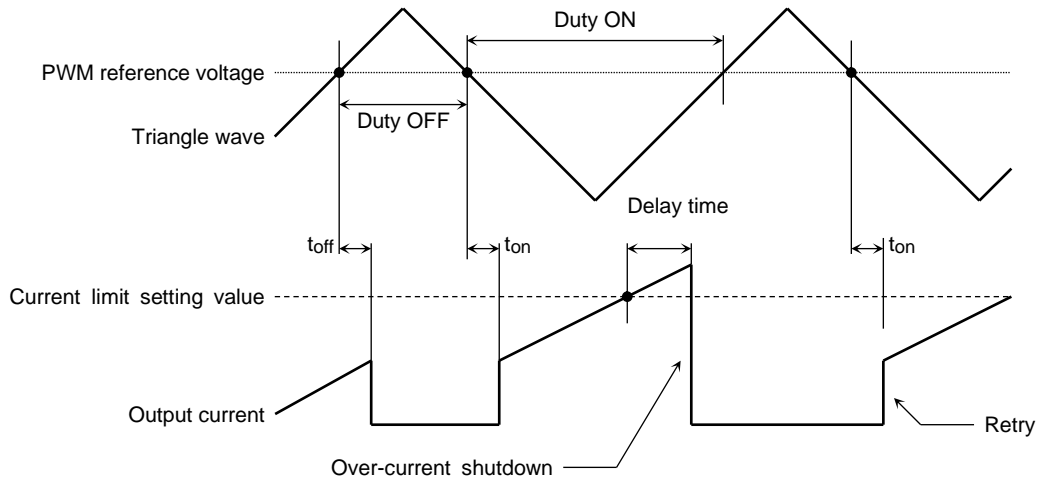 Duty ON
PWM reference voltage
Duty OFF
Triangle wave
Delay time
toff
ton
ton
Current limit setting value
Output current
Retry
Over-current shutdown